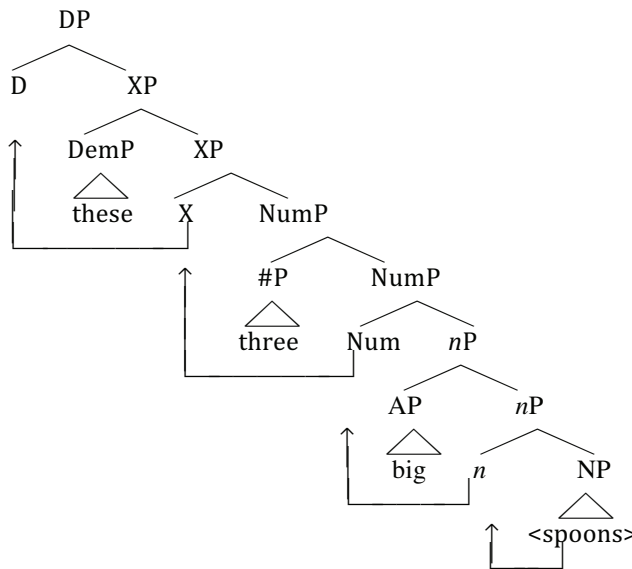 DP
D XP
DemP XP
these X NumP
#P NumP
three Num nP
AP nP
big n NP
<spoons>